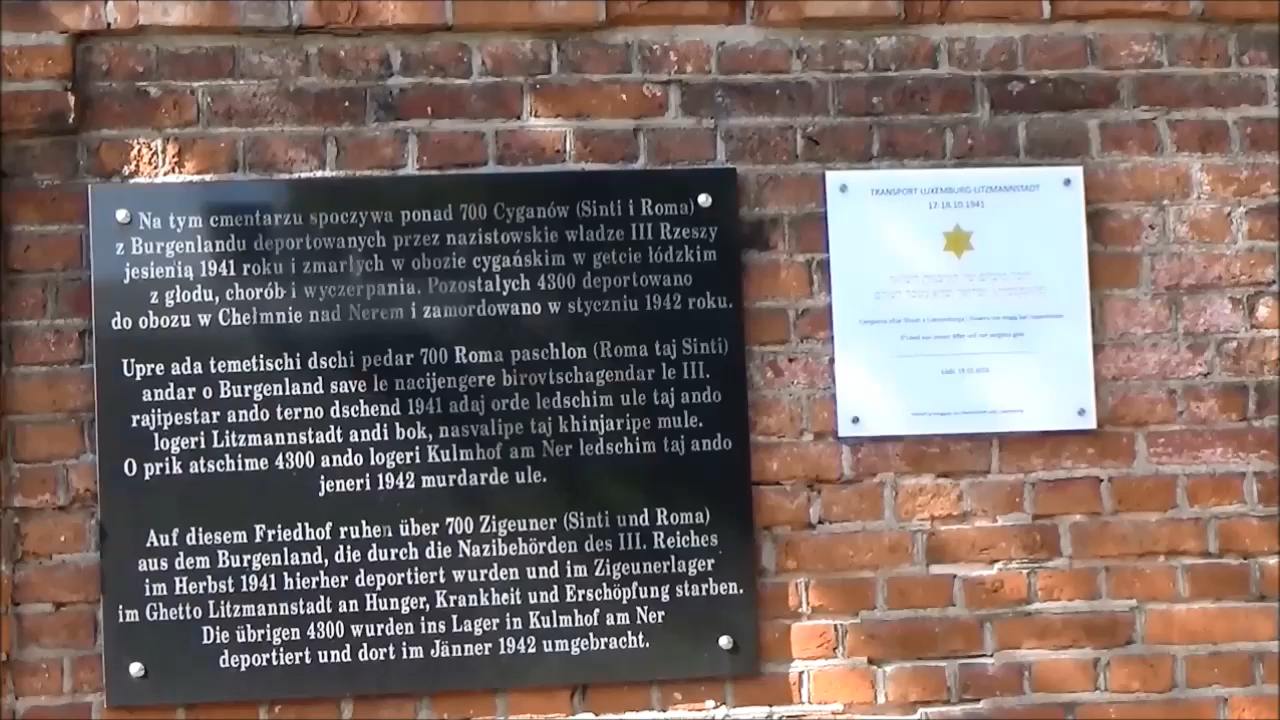 Na tym cmentarzu spoczywa ponad 700 Cyganów (Sinti i Roma)
z Burgenlandu deportowanych przez nazistowskie władze III Rzeszy
jesienią 1941 roku i zmarłych w obozie cygańskim w getcie łódzkim
z głodu, chorób i wyczerpania. Pozostałych 4300 deportowano
do obozu w Chełmnie nad Nerem i zamordowano w styczniu 1942 roku.
Upre ada temetischi dschi pedar 700 Roma paschlon (Roma taj Sinti)
andar o Burgenland save le nacijengere birovtschagendar le III.
rajipestar ando terno dschend 1941 adaj orde ledschim ule taj ando
logeri Litzmannstadt andi bok, nasvalipe taj khinjaripe mule.
O prik atschime 4300 ando logeri Kulmhof am Ner ledschim taj ando
jeneri 1942 murdarde ule.
Auf diesem Friedhof ruhen über 700 Zigeuner (Sinti und Roma)
aus dem Burgenland, die durch die Nazibehörden des III. Reiches
im Herbst 1941 hierher deportiert wurden und im Zigeunerlager
im Ghetto Litzmannstadt an Hunger, Krankheit und Erschöpfung starben.
Die übrigen 4300 wurden ins Lager in Kulmhof am Ner
deportiert und dort im Jänner 1942 umgebracht.
TRANSPORT LUXEMBURG-LITZMANNSTADT
17-18.10.1941